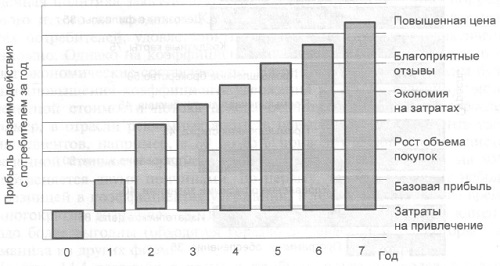 Прибыль от взаимодействия
с потребителем за год
Повышенная цена
Благоприятные
отзывы
Экономия
на затратах
Рост объема
покупок
Базовая прибыль
Затраты
на привлечение
0 1 2 3 4 5 6 7 Год